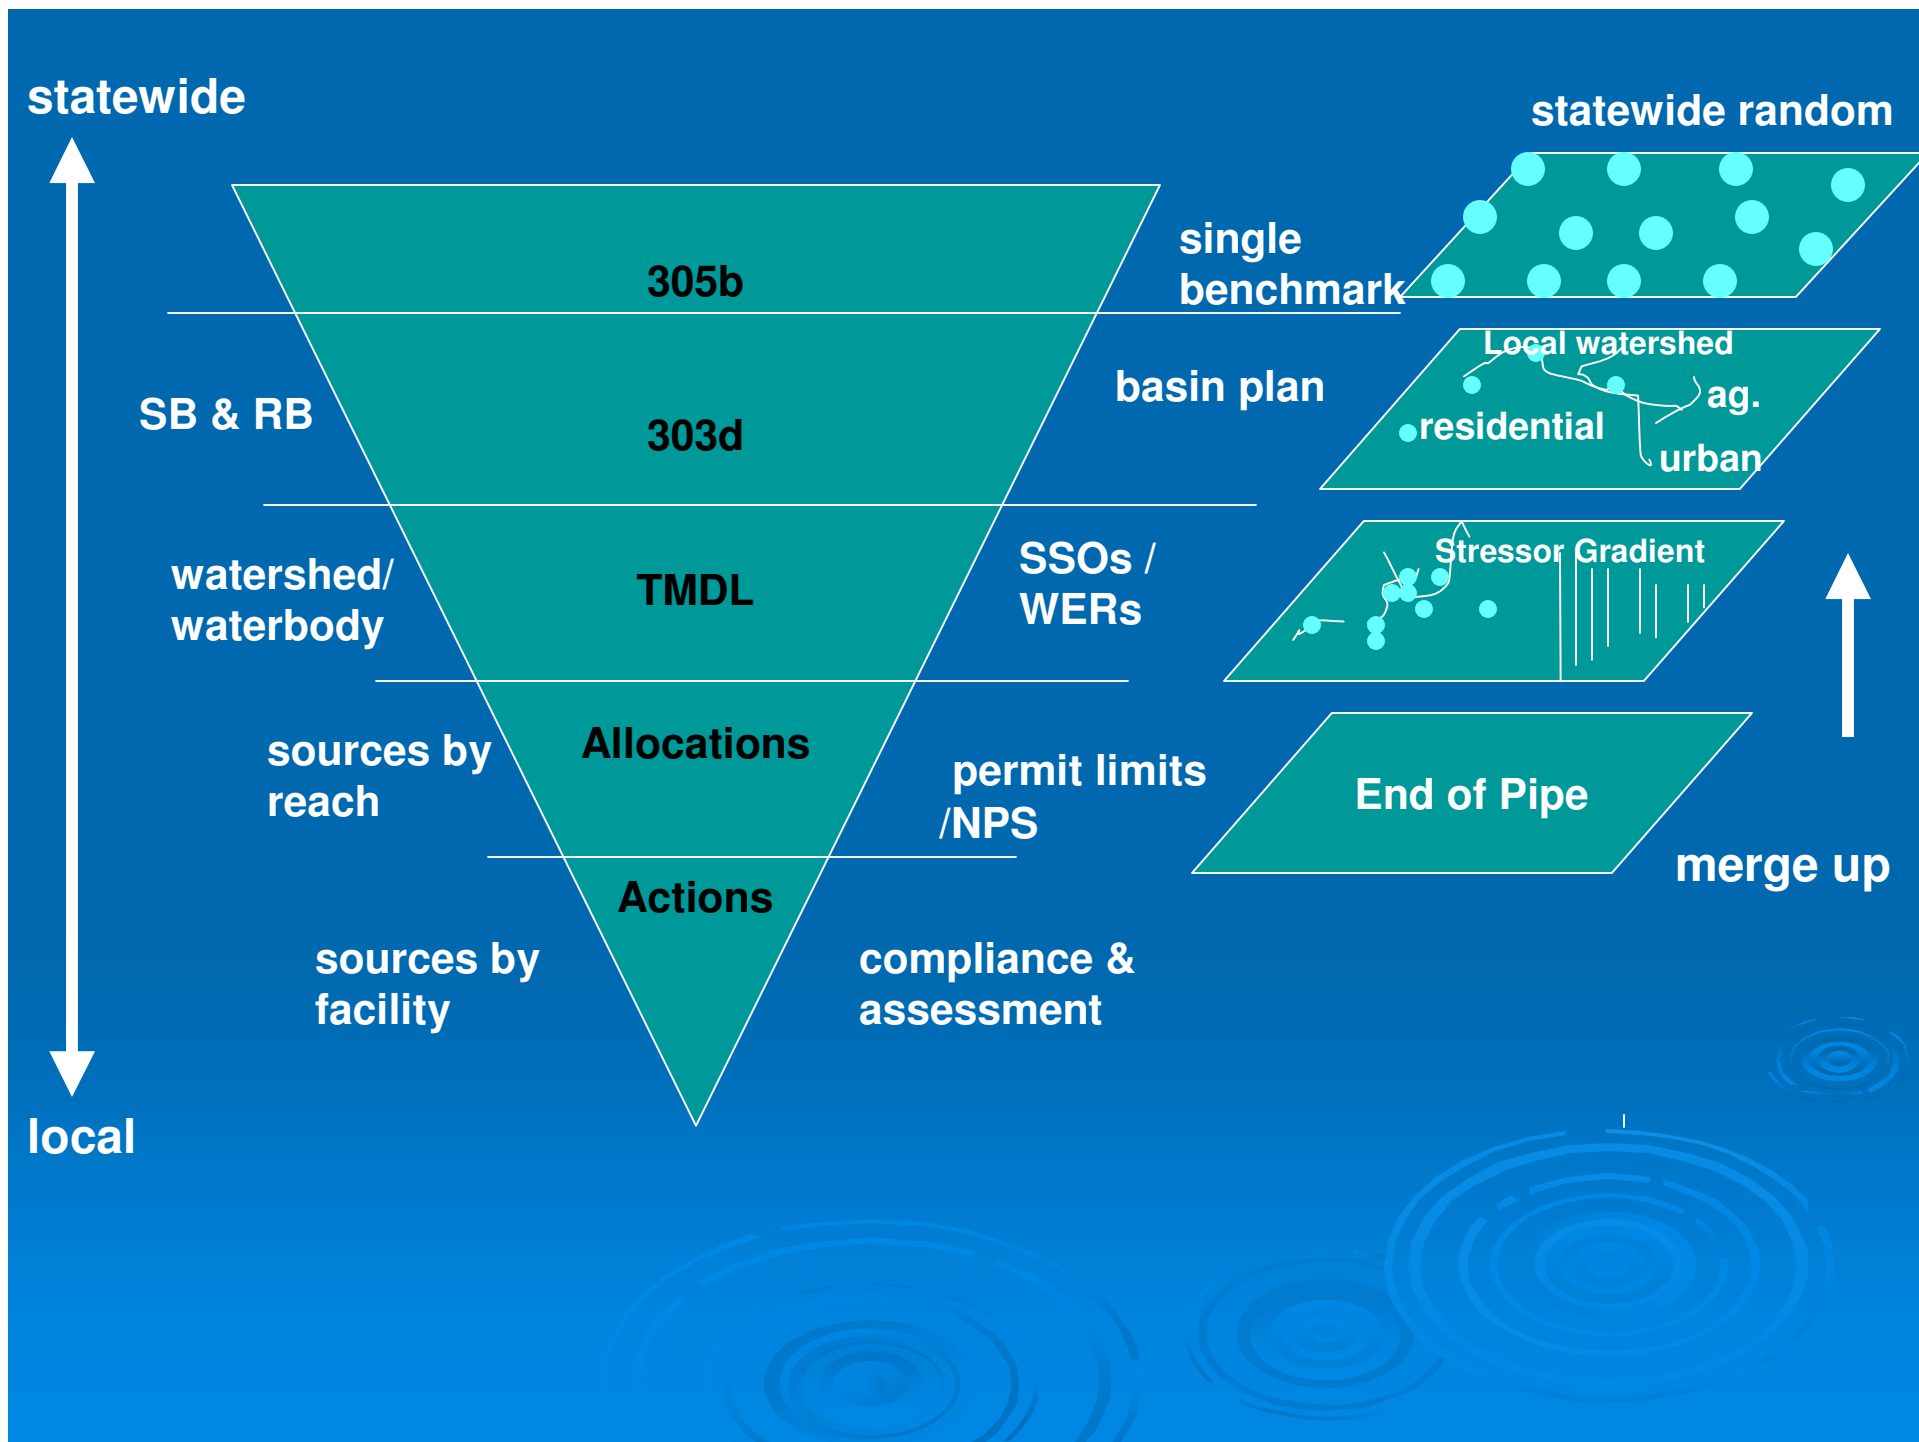 statewide
statewide random
single
benchmark
305b
Local watershed
basin plan
ag.
SB & RB
303d
residential
urban
watershed/
waterbody
TMDL
SSOs /
WERs
Stressor Gradient
sources by
reach
Allocations
permit limits
/NPS
End of Pipe
merge up
Actions
sources by
facility
compliance &
assessment
local